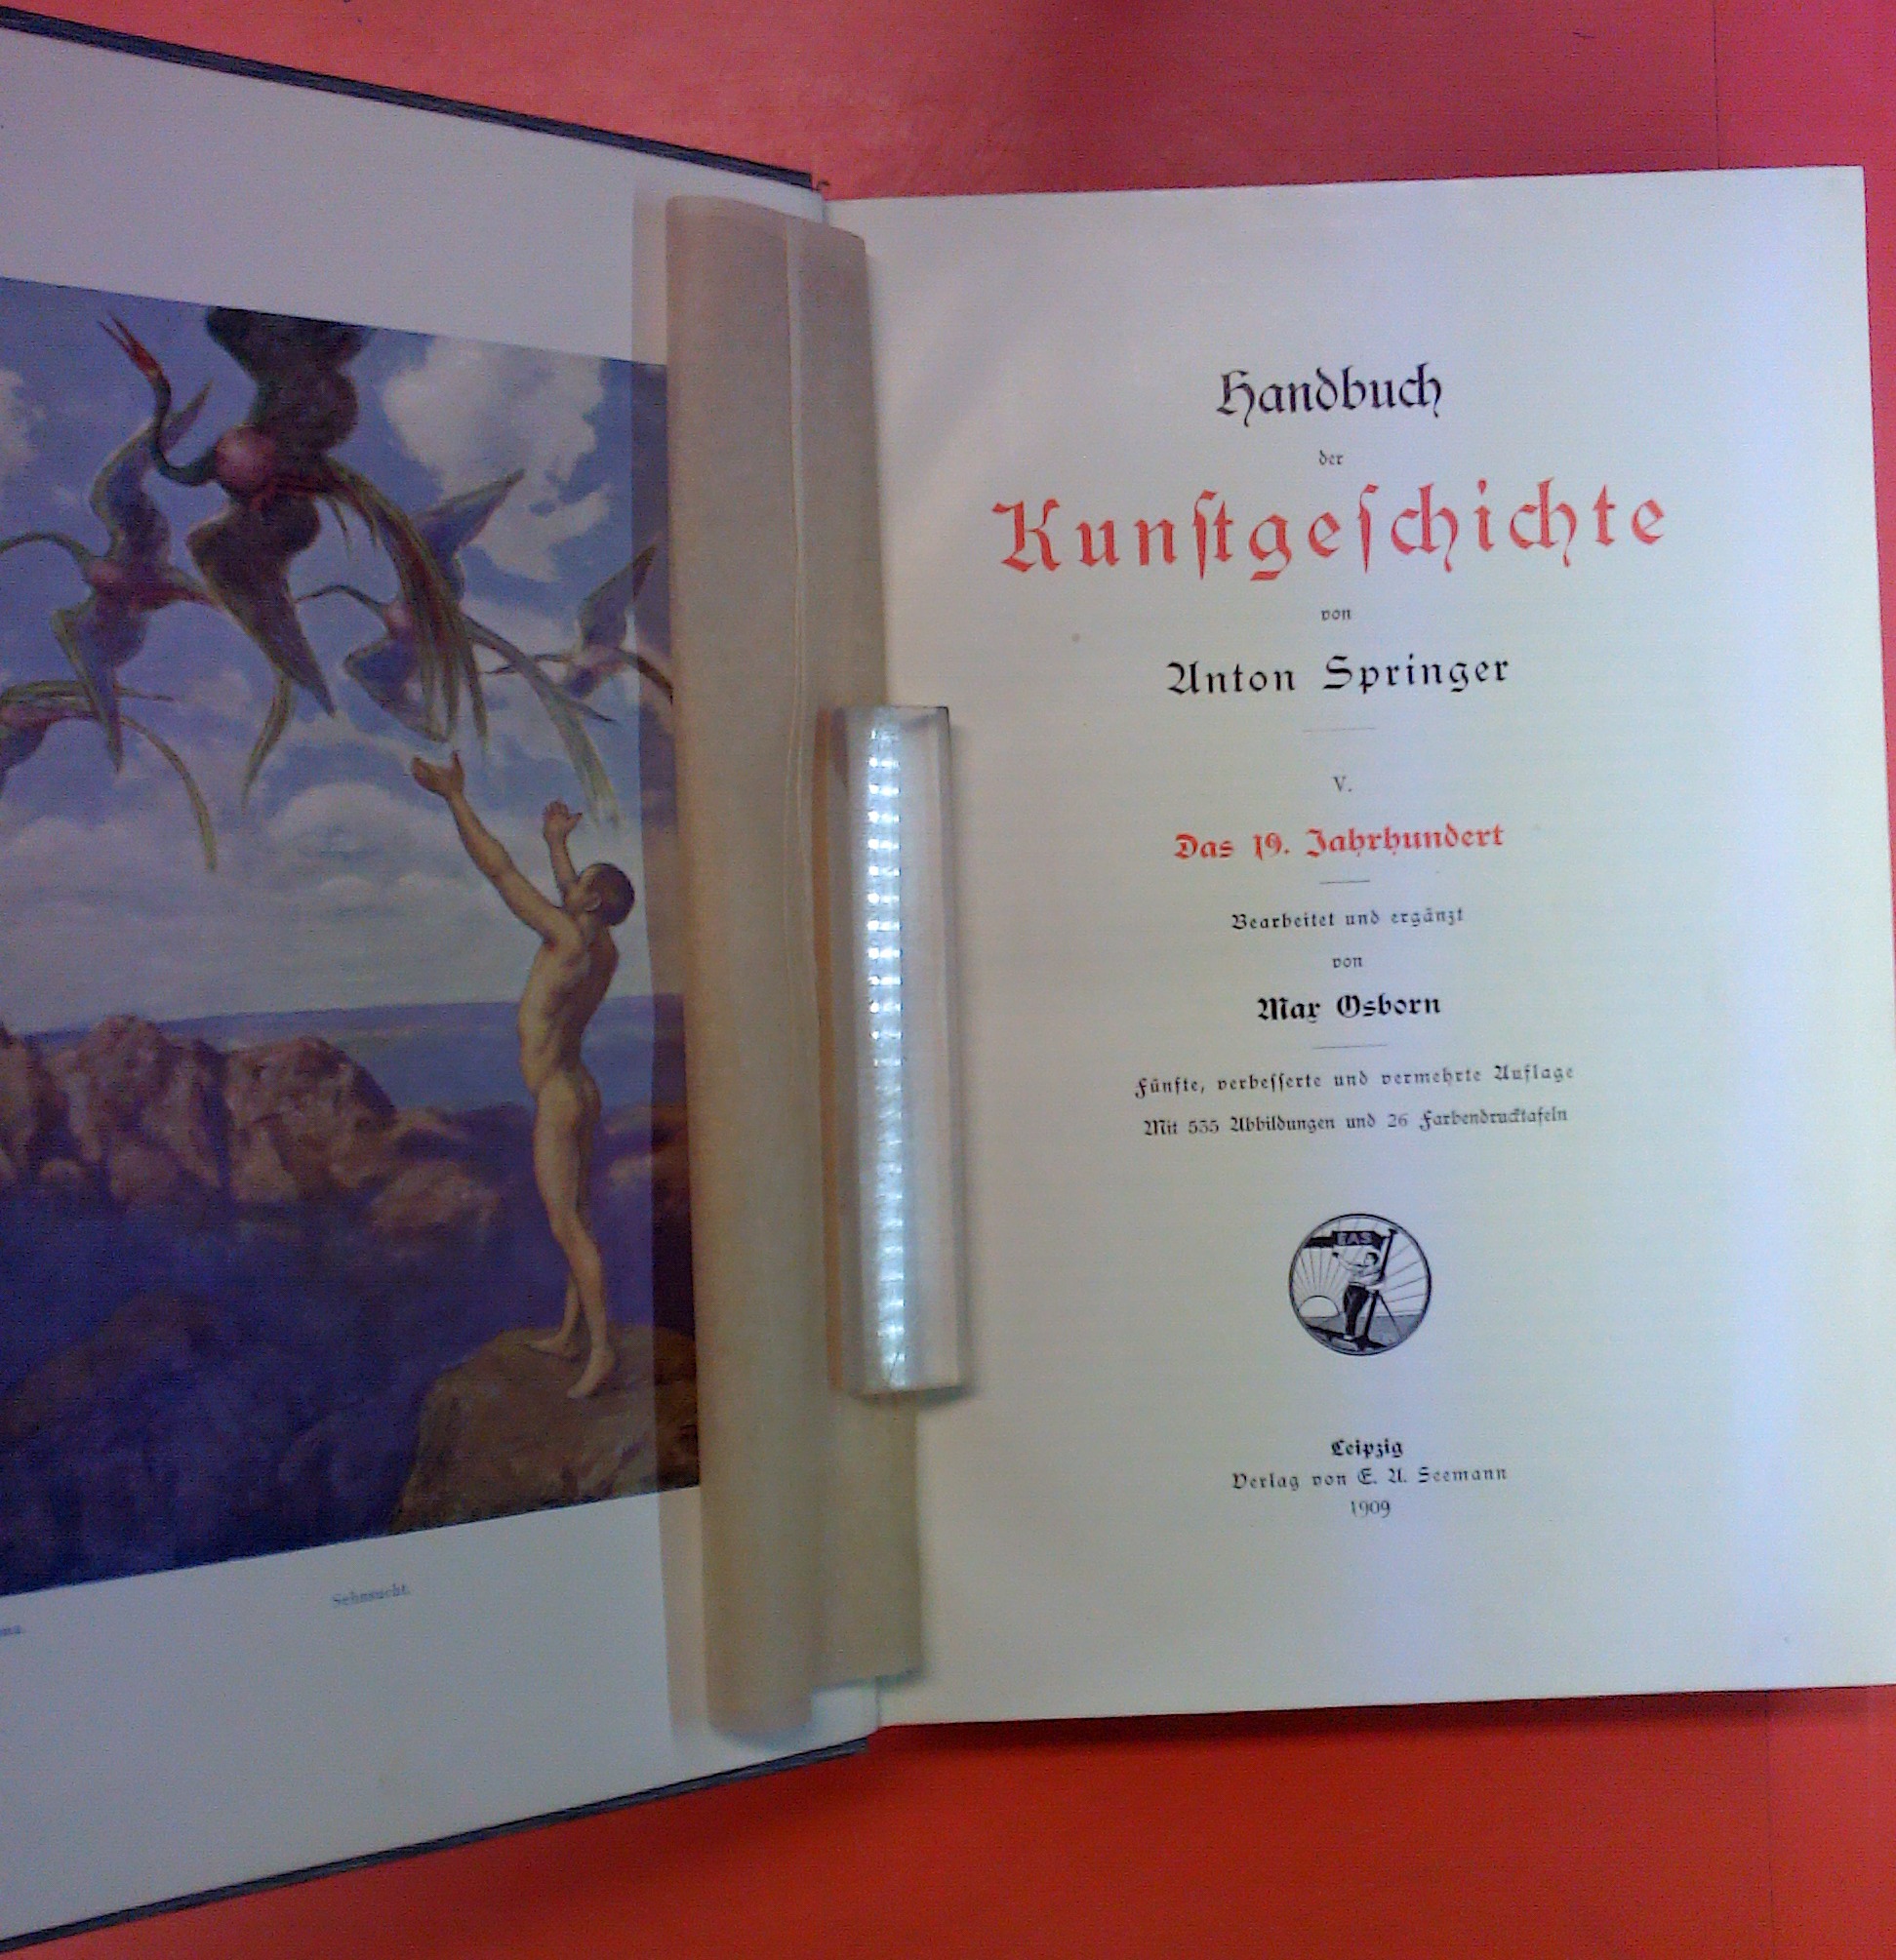 Sehnsucht.
Handbuch
der
Kunſtgeſchichte
von
Anton Springer
V.
Das 19. Jahrhundert
Bearbeitet und ergänzt
von
Max Osborn
Fünfte, verbeſſerte und vermehrte Auflage
Mit 535 Abbildungen und 26 Farbendrucktafeln
EAS
Leipzig
Verlag von E. A. Seemann
1909